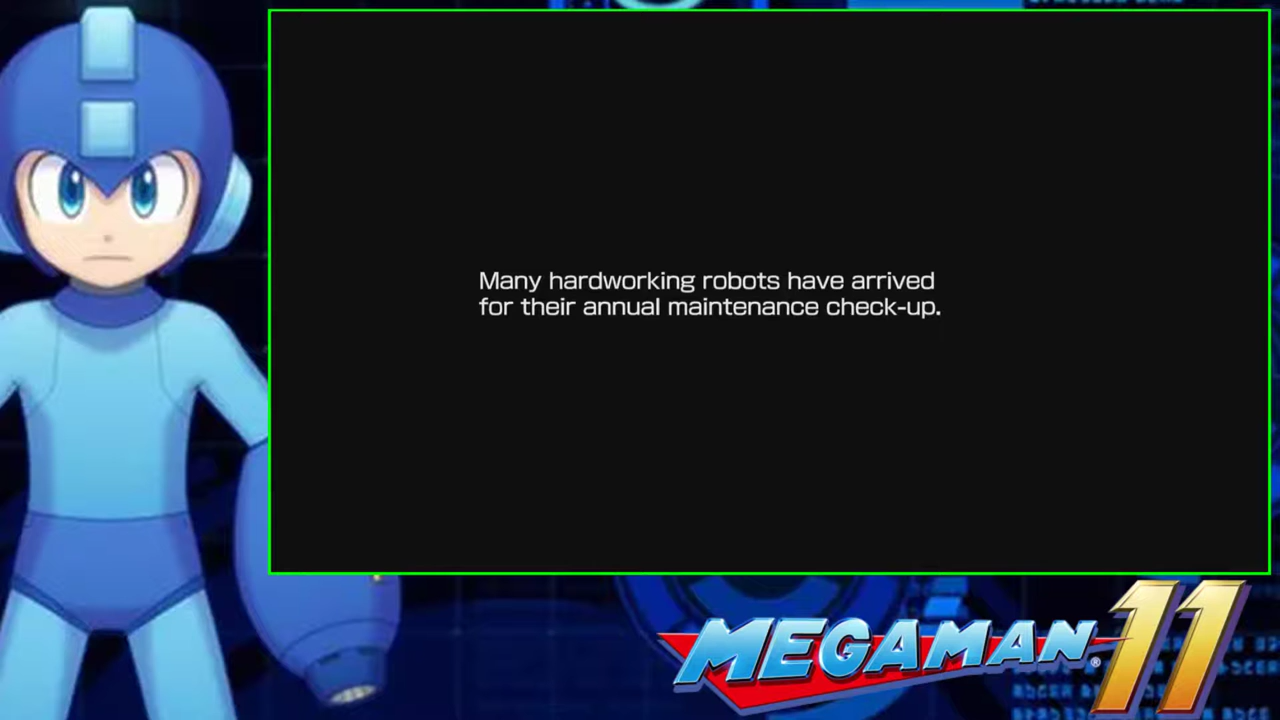 Many hardworking robots have arrived
for their annual maintenance check-up.
MEGAMAN® 11